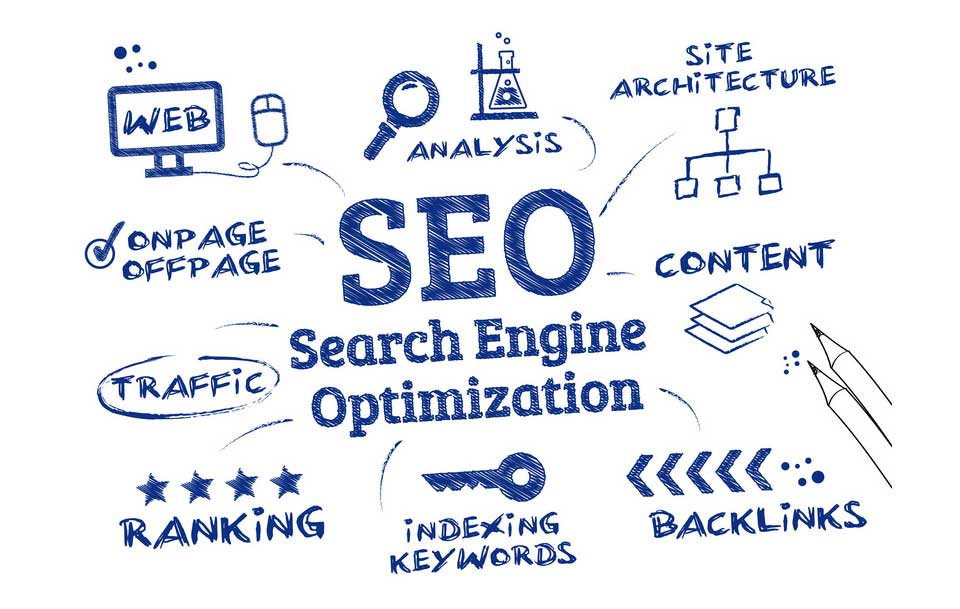 WEB
ANALYSiS
SiTE
ARCHiTECTURE
ONPAGE
OFFPAGE
SEO
Search Engine
Optimization
CONTENT
TRAFFiC
RANKiNG
iNDEXiNG
KEYWORDS
BACKLiNKS